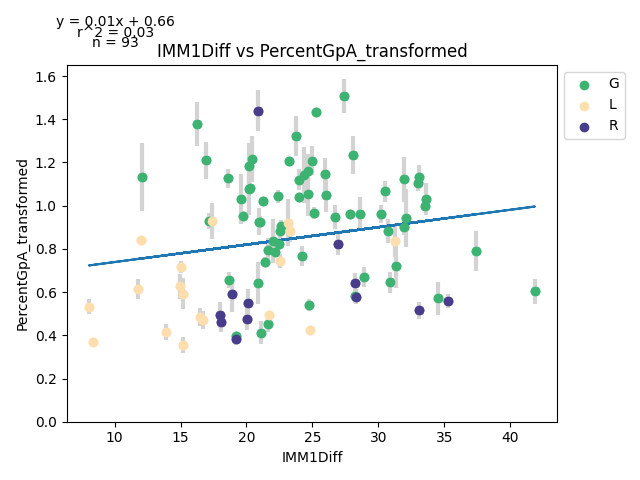 y = 0.01x + 0.66
r^2 = 0.03
n = 93
IMM1Diff vs PercentGpA_transformed
G
L
R
PercentGpA_transformed
1.6
1.4
1.2
1.0
0.8
0.6
0.4
0.2
0.0
10 15 20 25 30 35 40
IMM1Diff